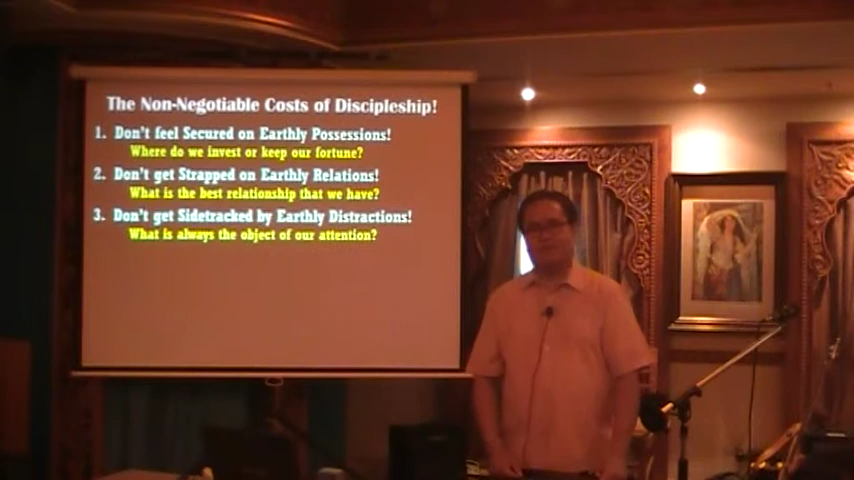 The Non-Negotiable Costs of Discipleship!
1. Don't feel Secured on Earthly Possessions!
Where do we invest or keep our fortune?
2. Don't get Strapped on Earthly Relations!
What is the best relationship that we have?
3. Don't get Sidetracked by Earthly Distractions!
What is always the object of our attention?